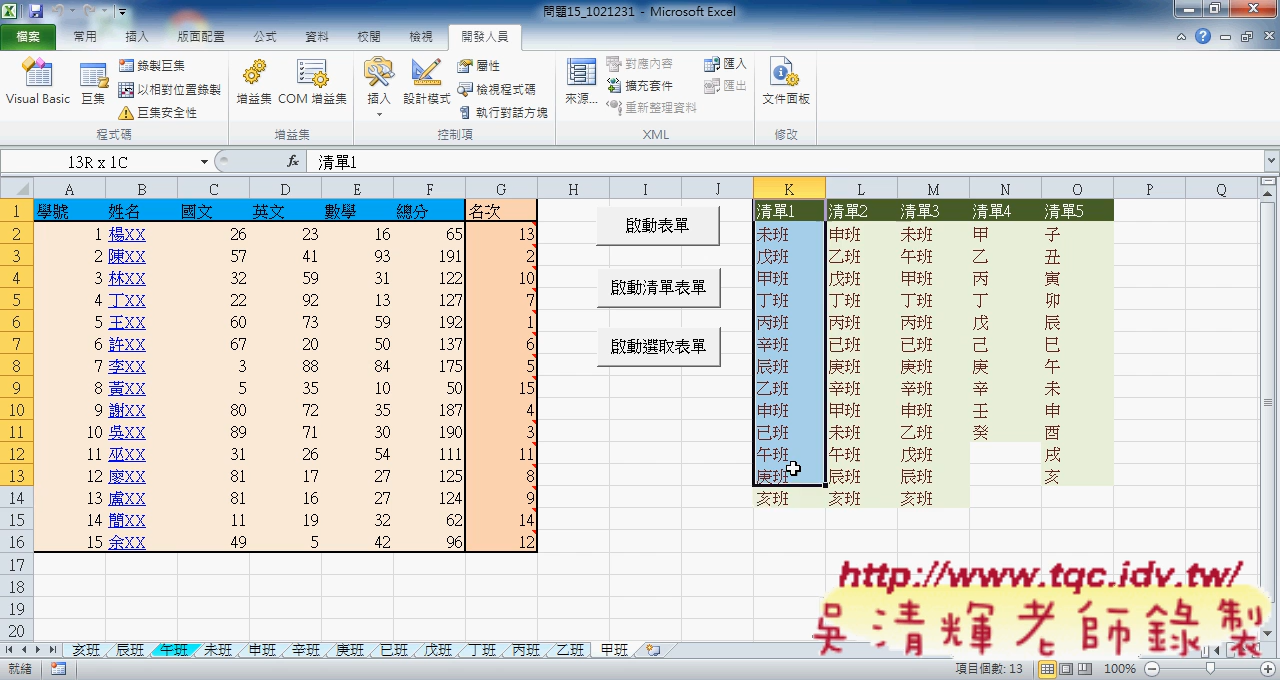 問題15_1021231 - Microsoft Excel
檔案 常用 插入 版面配置 公式 資料 校閱 檢視 開發人員
Visual Basic 巨集 錄製巨集 以相對位置錄製 巨集安全性 程式碼
增益集 COM 增益集 增益集
插入 設計模式 屬性 檢視程式碼 執行對話方塊 控制項
來源... 對應內容 擴充套件 重新整理資料 匯入 匯出 XML
文件面板 修改
13R x 1C fx 清單1
A B C D E F G H I J K L M N O P Q
1 學號 姓名 國文 英文 數學 總分 名次 清單1 清單2 清單3 清單4 清單5
2 1 楊XX 26 23 16 65 13 未班 申班 未班 甲 子
3 2 陳XX 57 41 93 191 2 戊班 乙班 午班 乙 丑
4 3 林XX 32 59 31 122 10 甲班 戊班 甲班 丙 寅
5 4 丁XX 22 92 13 127 7 丁班 丁班 丁班 丁 卯
6 5 王XX 60 73 59 192 1 丙班 丙班 丙班 戊 辰
7 6 許XX 67 20 50 137 6 辛班 已班 已班 己 巳
8 7 李XX 3 88 84 175 5 辰班 庚班 庚班 庚 午
9 8 黃XX 5 35 10 50 15 乙班 辛班 辛班 辛 未
10 9 謝XX 80 72 35 187 4 申班 甲班 申班 壬 申
11 10 吳XX 89 71 30 190 3 已班 未班 乙班 癸 酉
12 11 巫XX 31 26 54 111 11 午班 午班 戊班 戌
13 12 廖XX 81 17 27 125 8 庚班 辰班 辰班 亥
14 13 盧XX 81 16 27 124 9 亥班 亥班 亥班
15 14 簡XX 11 19 32 62 14
16 15 余XX 49 5 42 96 12
17
18
19
20
啟動表單
啟動清單表單
啟動選取表單
http://www.tqc.idv.tw/
吳清輝老師錄製
亥班 辰班 午班 未班 申班 辛班 庚班 已班 戊班 丁班 丙班 乙班 甲班
就緒 項目個數: 13 100%